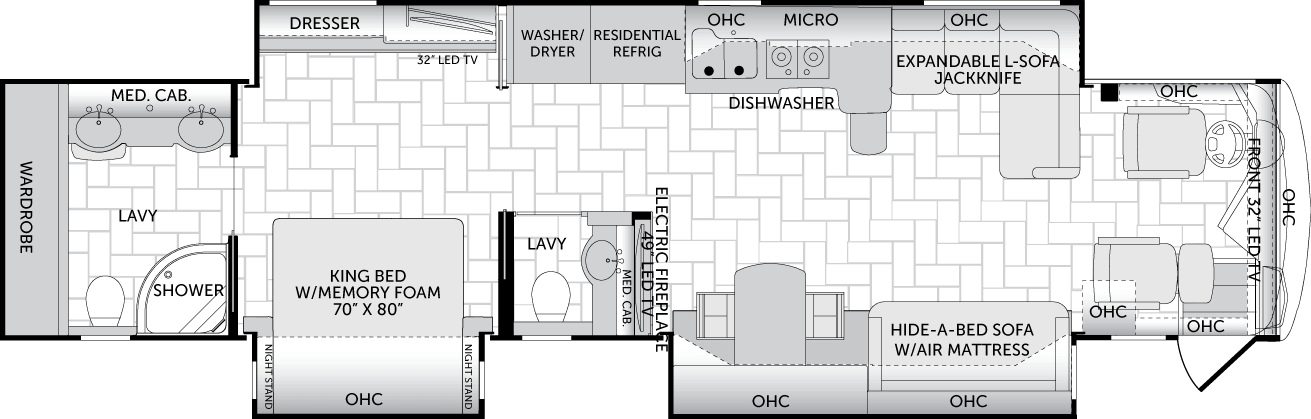 DRESSER
32” LED TV
WASHER/
DRYER
RESIDENTIAL
REFRIG
OHC
MICRO
OHC
EXPANDABLE L-SOFA
JACKKNIFE
DISHWASHER
OHC
MED. CAB.
WARDROBE
LAVY
SHOWER
KING BED
W/MEMORY FOAM
70” X 80”
NIGHT STAND
OHC
NIGHT STAND
LAVY
MED. CAB.
49” LED TV
ELECTRIC FIREPLACE
HIDE-A-BED SOFA
W/AIR MATTRESS
OHC
OHC
OHC
OHC
FRONT 32” LED TV
OHC